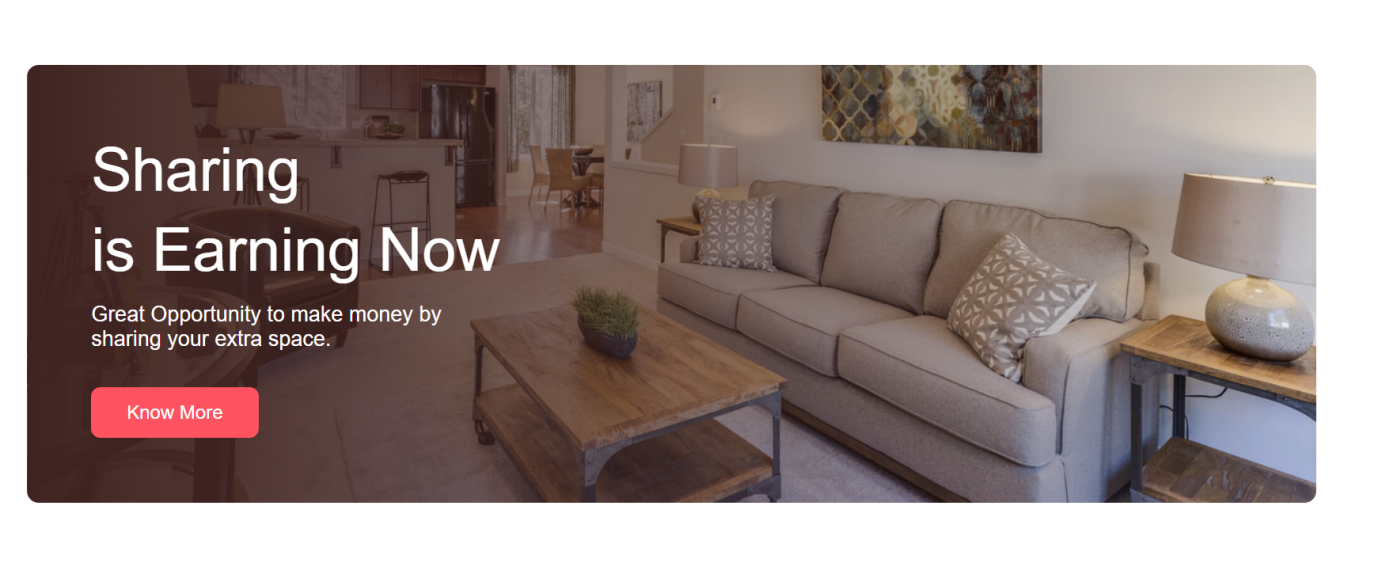 Sharing
is Earning Now
Great Opportunity to make money by
sharing your extra space.
Know More